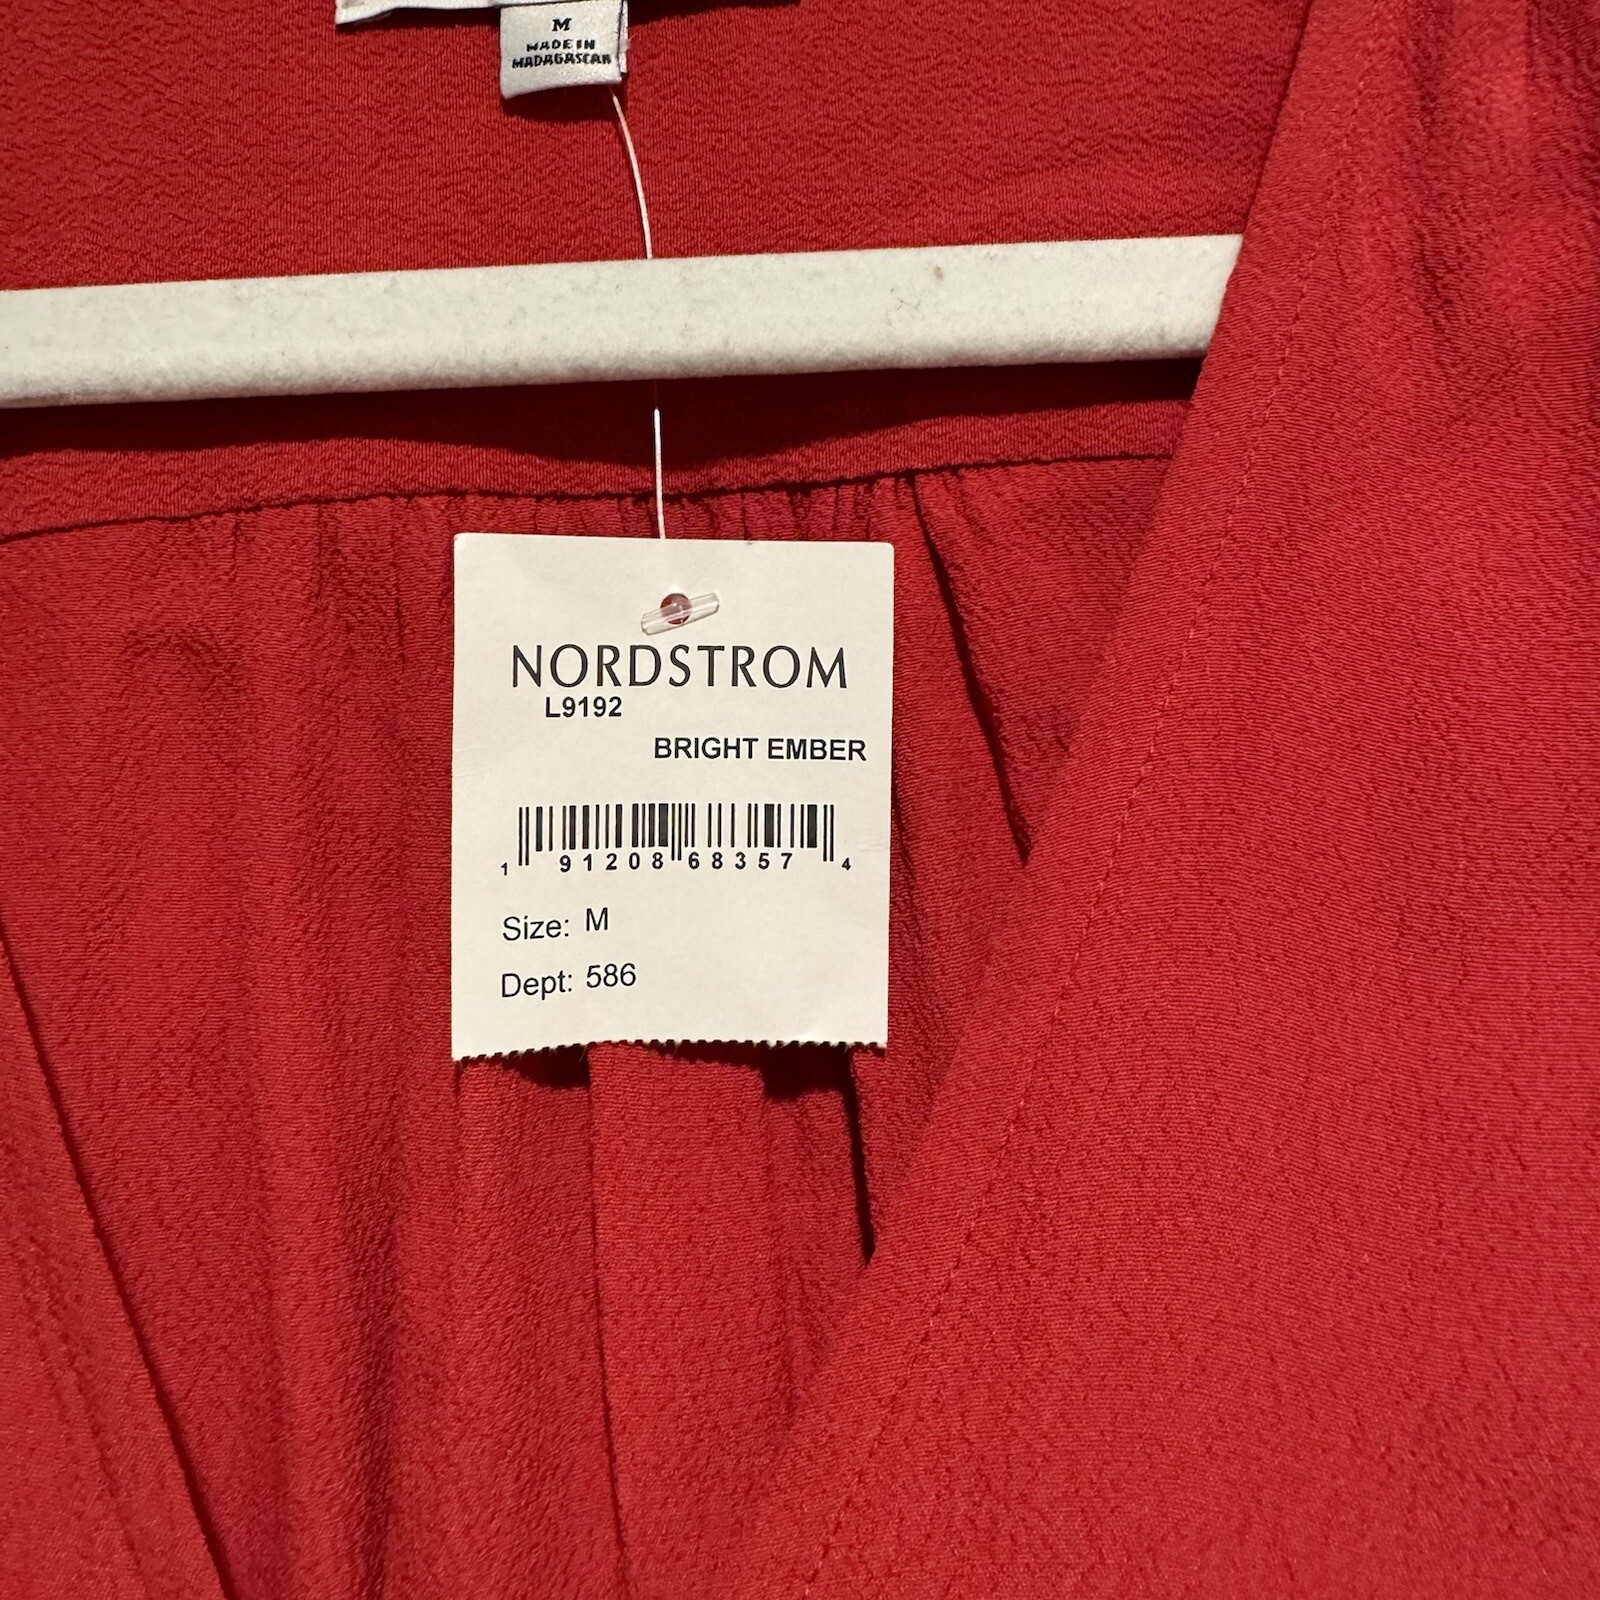 M
MADE IN
MADAGASCAR
NORDSTROM
L9192
BRIGHT EMBER
1 91208 68357 4
Size: M
Dept: 586